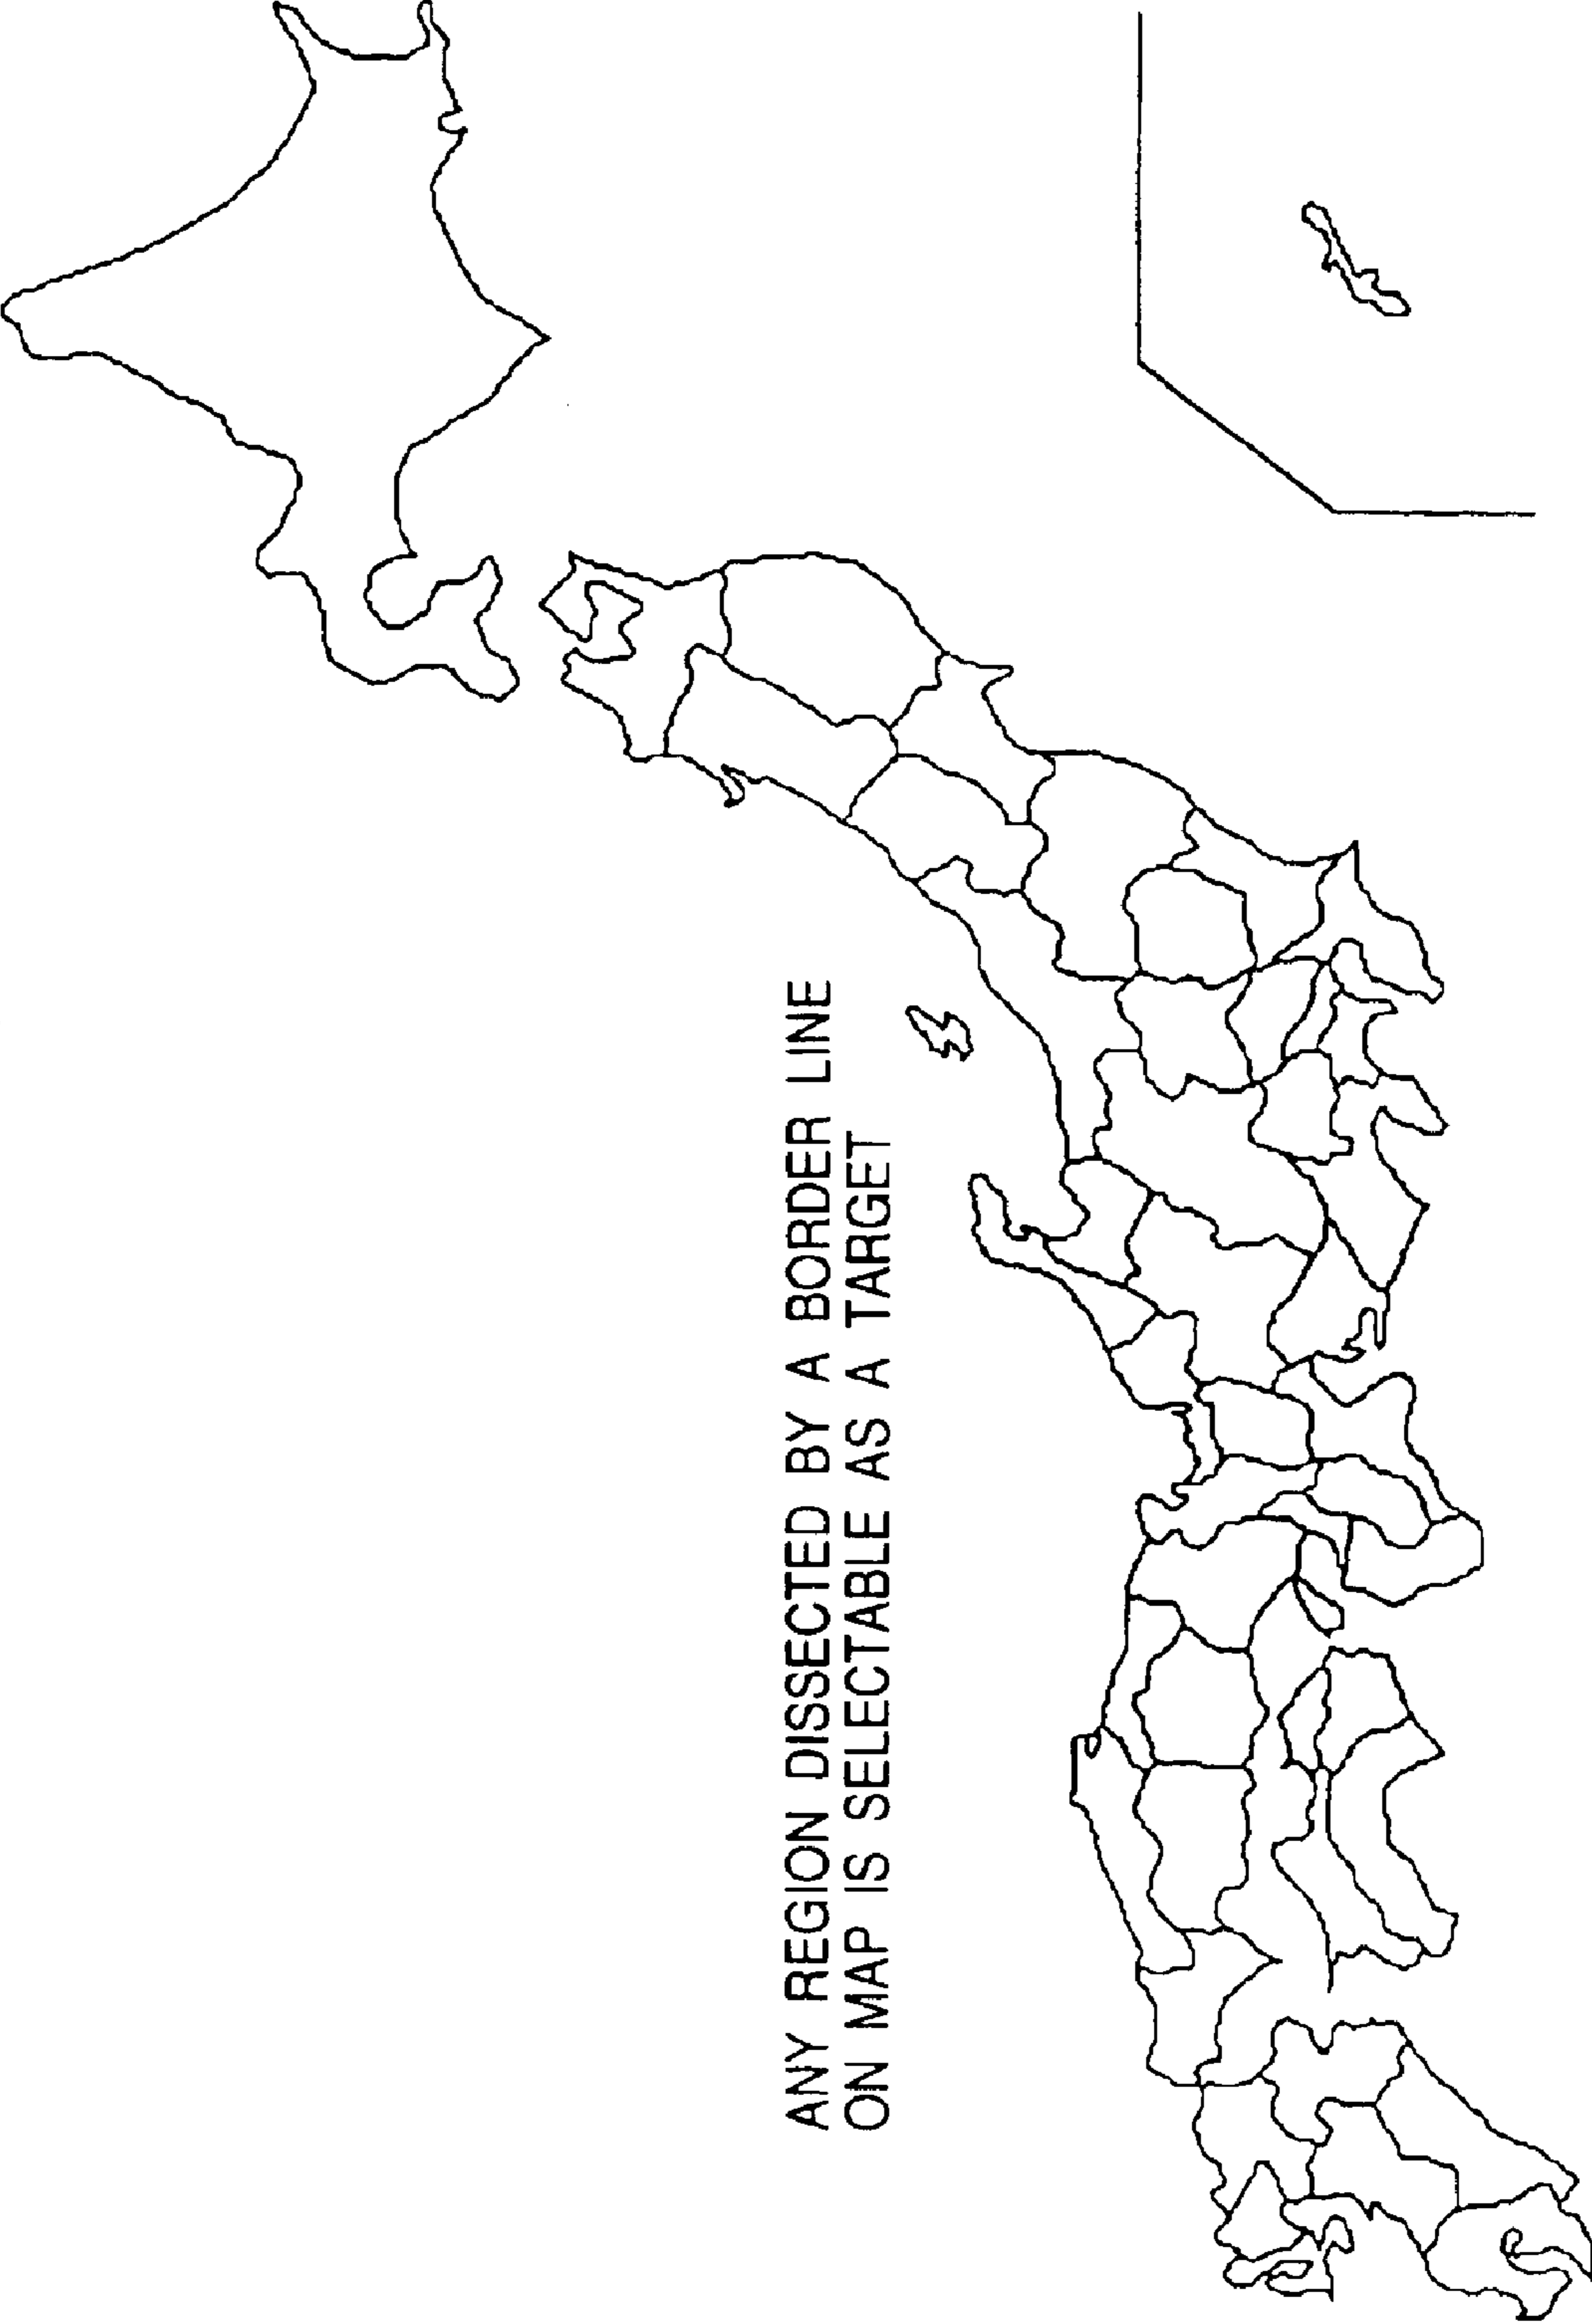 ANY REGION DISSECTED BY A BORDER LINE
ON MAP IS SELECTABLE AS A TARGET